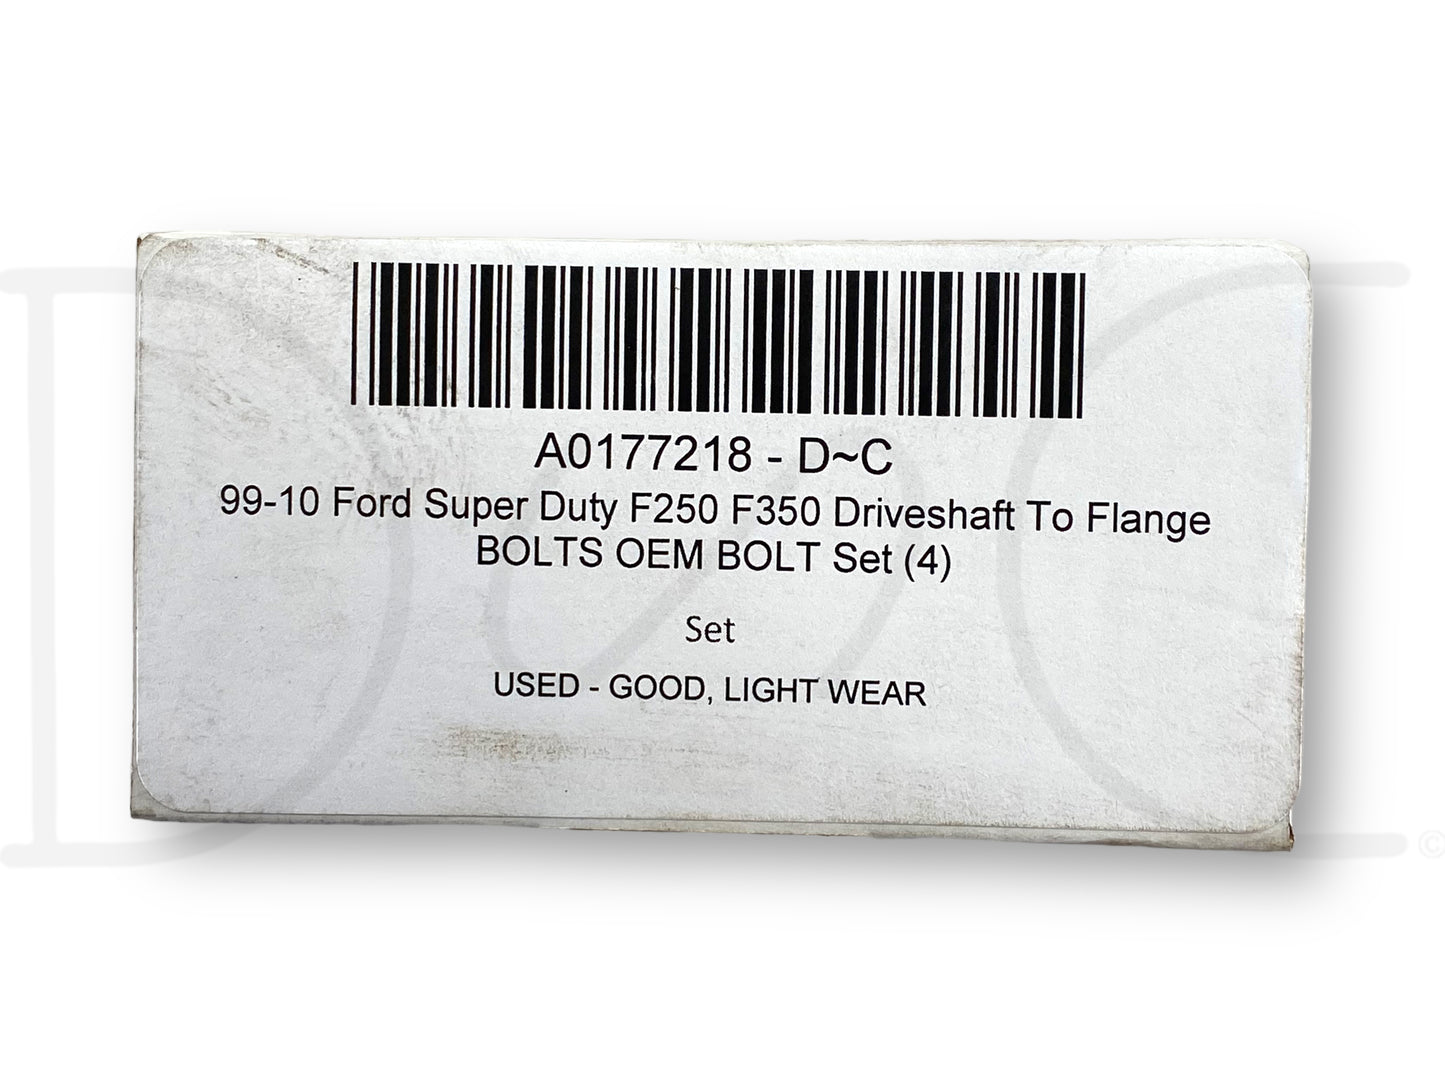 A0177218 - D~C
99-10 Ford Super Duty F250 F350 Driveshaft To Flange
BOLTS OEM BOLT Set (4)
Set
USED - GOOD, LIGHT WEAR
D~C
©